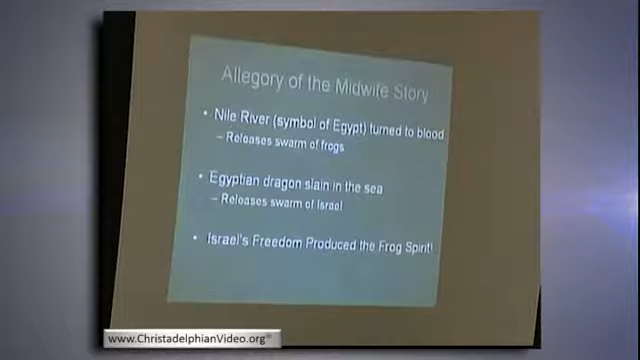 Allegory of the Midwife Story
• Nile River (symbol of Egypt) turned to blood
– Releases swarm of frogs
• Egyptian dragon slain in the sea
– Releases swarm of Israel
• Israel's Freedom Produced the Frog Spirit!
www.ChristadelphianVideo.org®